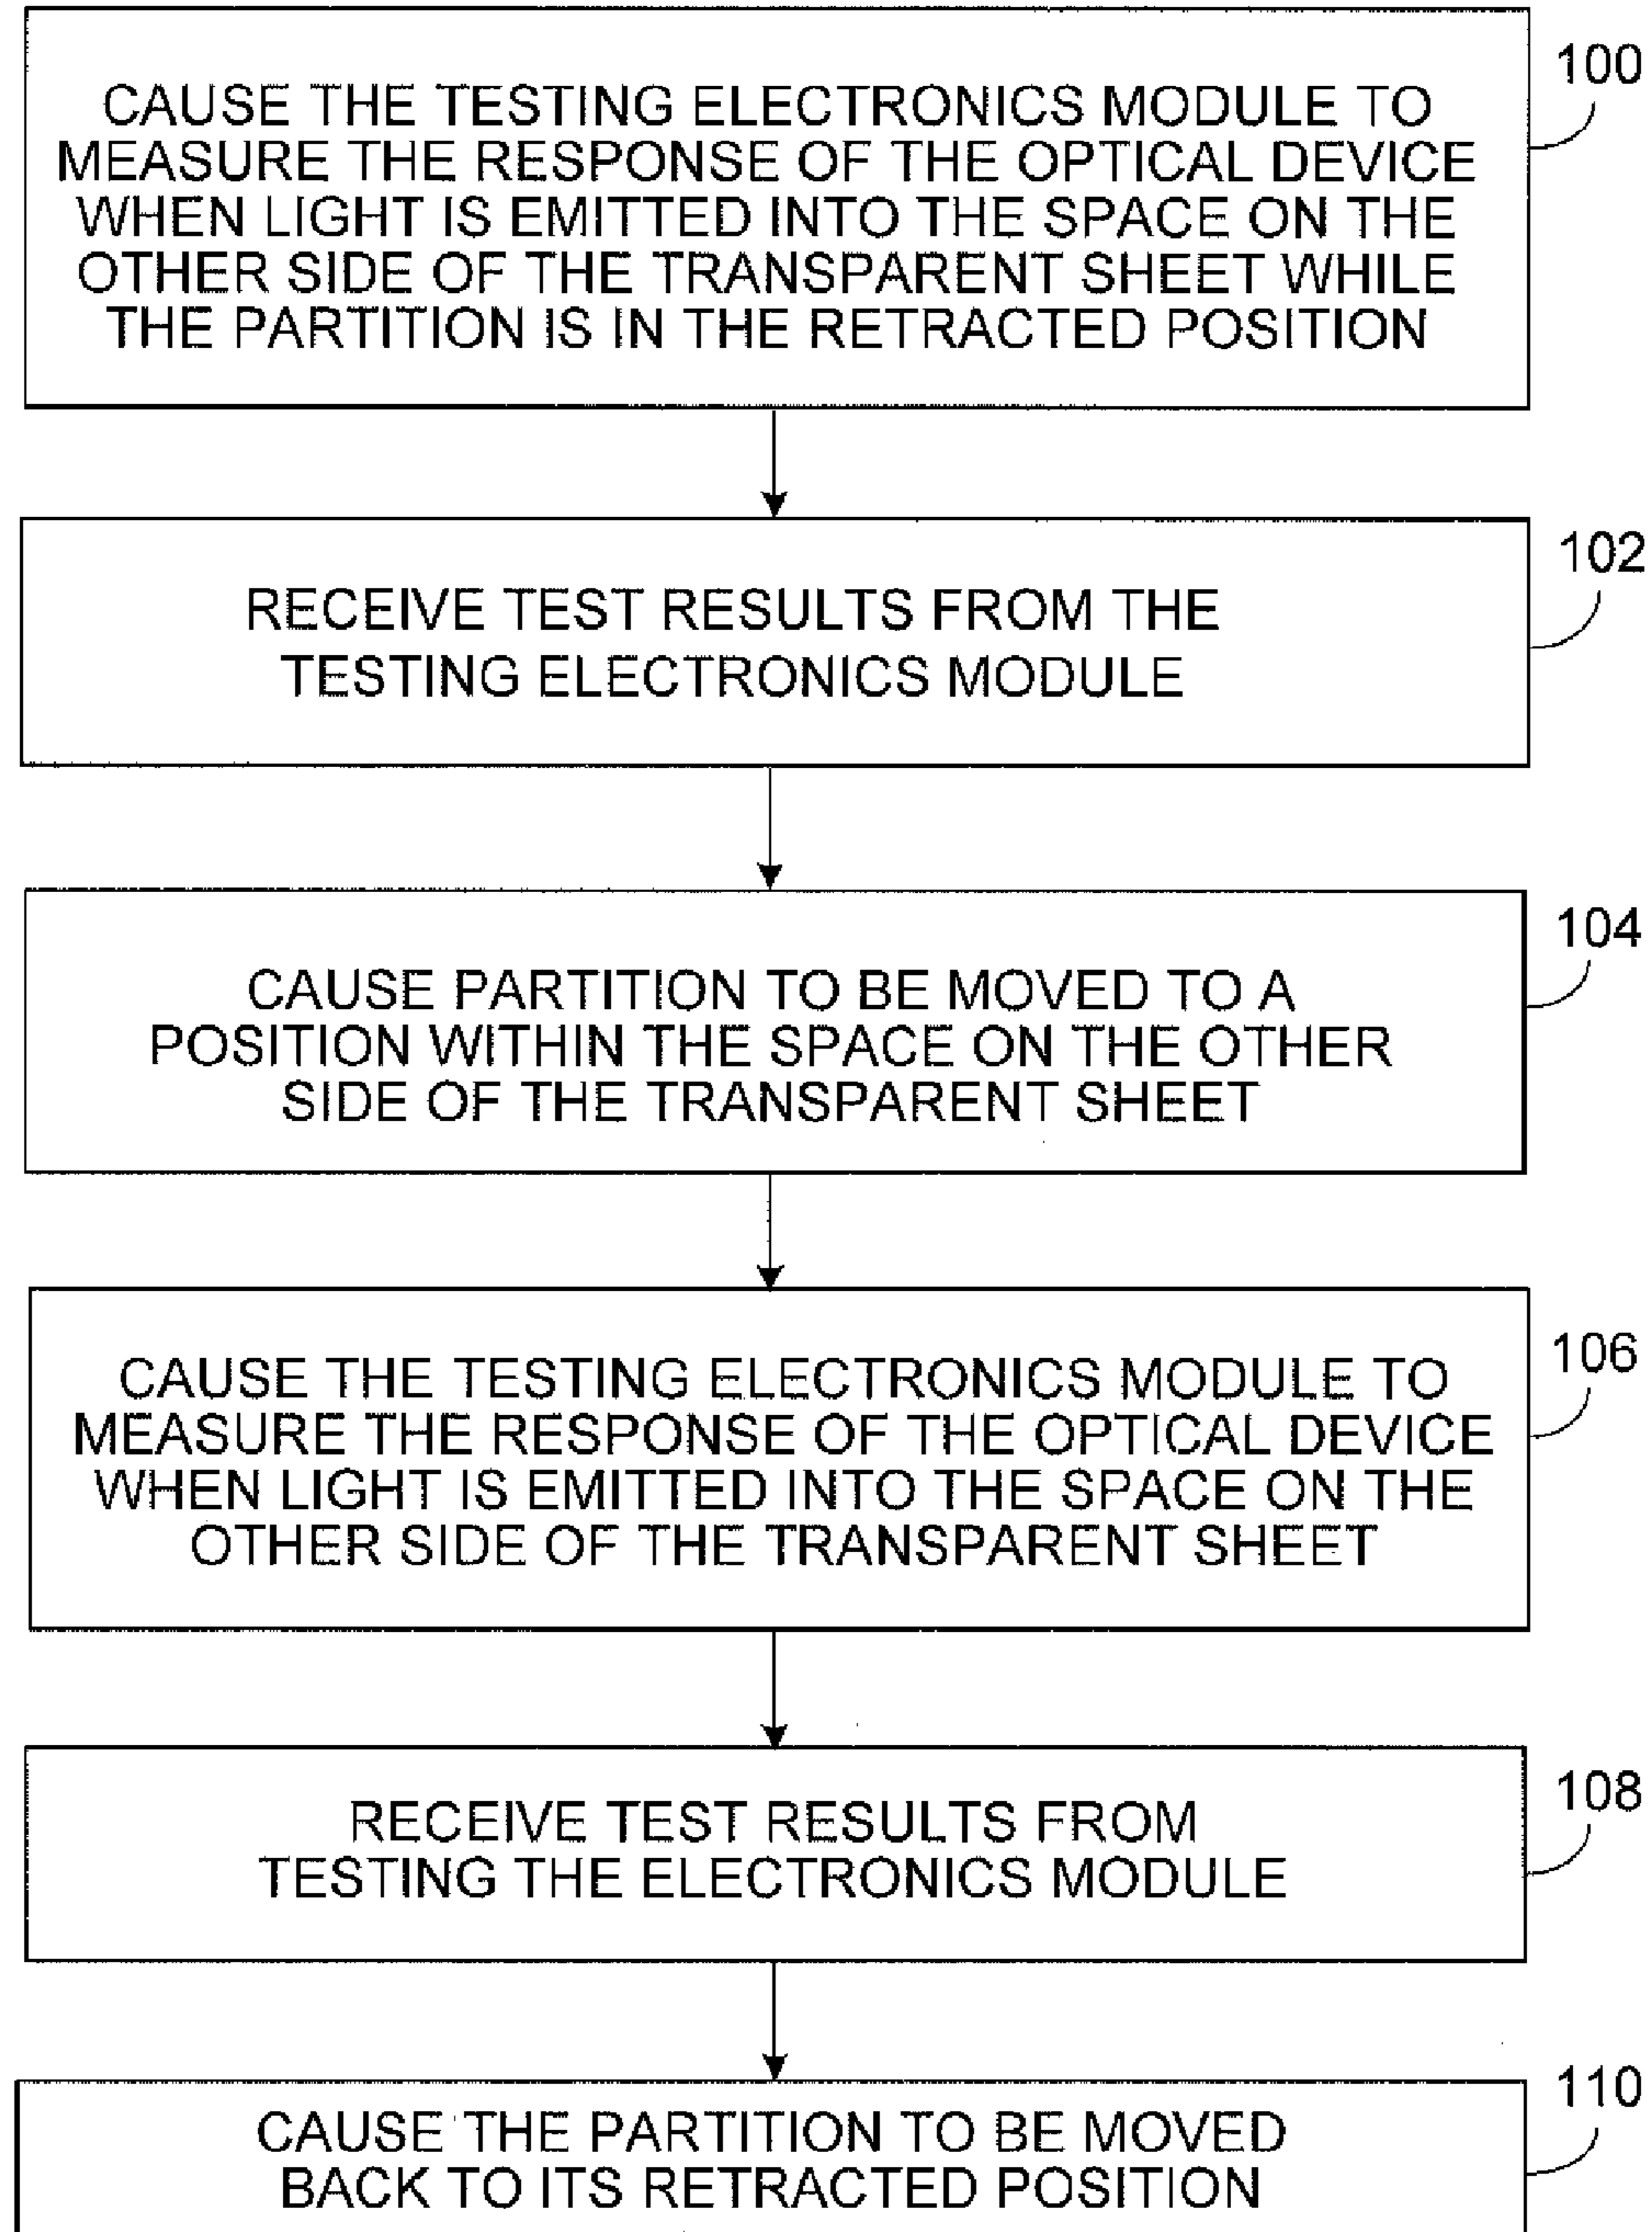 100
CAUSE THE TESTING ELECTRONICS MODULE TO
MEASURE THE RESPONSE OF THE OPTICAL DEVICE
WHEN LIGHT IS EMITTED INTO THE SPACE ON THE
OTHER SIDE OF THE TRANSPARENT SHEET WHILE
THE PARTITION IS IN THE RETRACTED POSITION
102
RECEIVE TEST RESULTS FROM THE
TESTING ELECTRONICS MODULE
104
CAUSE PARTITION TO BE MOVED TO A
POSITION WITHIN THE SPACE ON THE OTHER
SIDE OF THE TRANSPARENT SHEET
106
CAUSE THE TESTING ELECTRONICS MODULE TO
MEASURE THE RESPONSE OF THE OPTICAL DEVICE
WHEN LIGHT IS EMITTED INTO THE SPACE ON THE
OTHER SIDE OF THE TRANSPARENT SHEET
108
RECEIVE TEST RESULTS FROM
TESTING THE ELECTRONICS MODULE
110
CAUSE THE PARTITION TO BE MOVED
BACK TO ITS RETRACTED POSITION